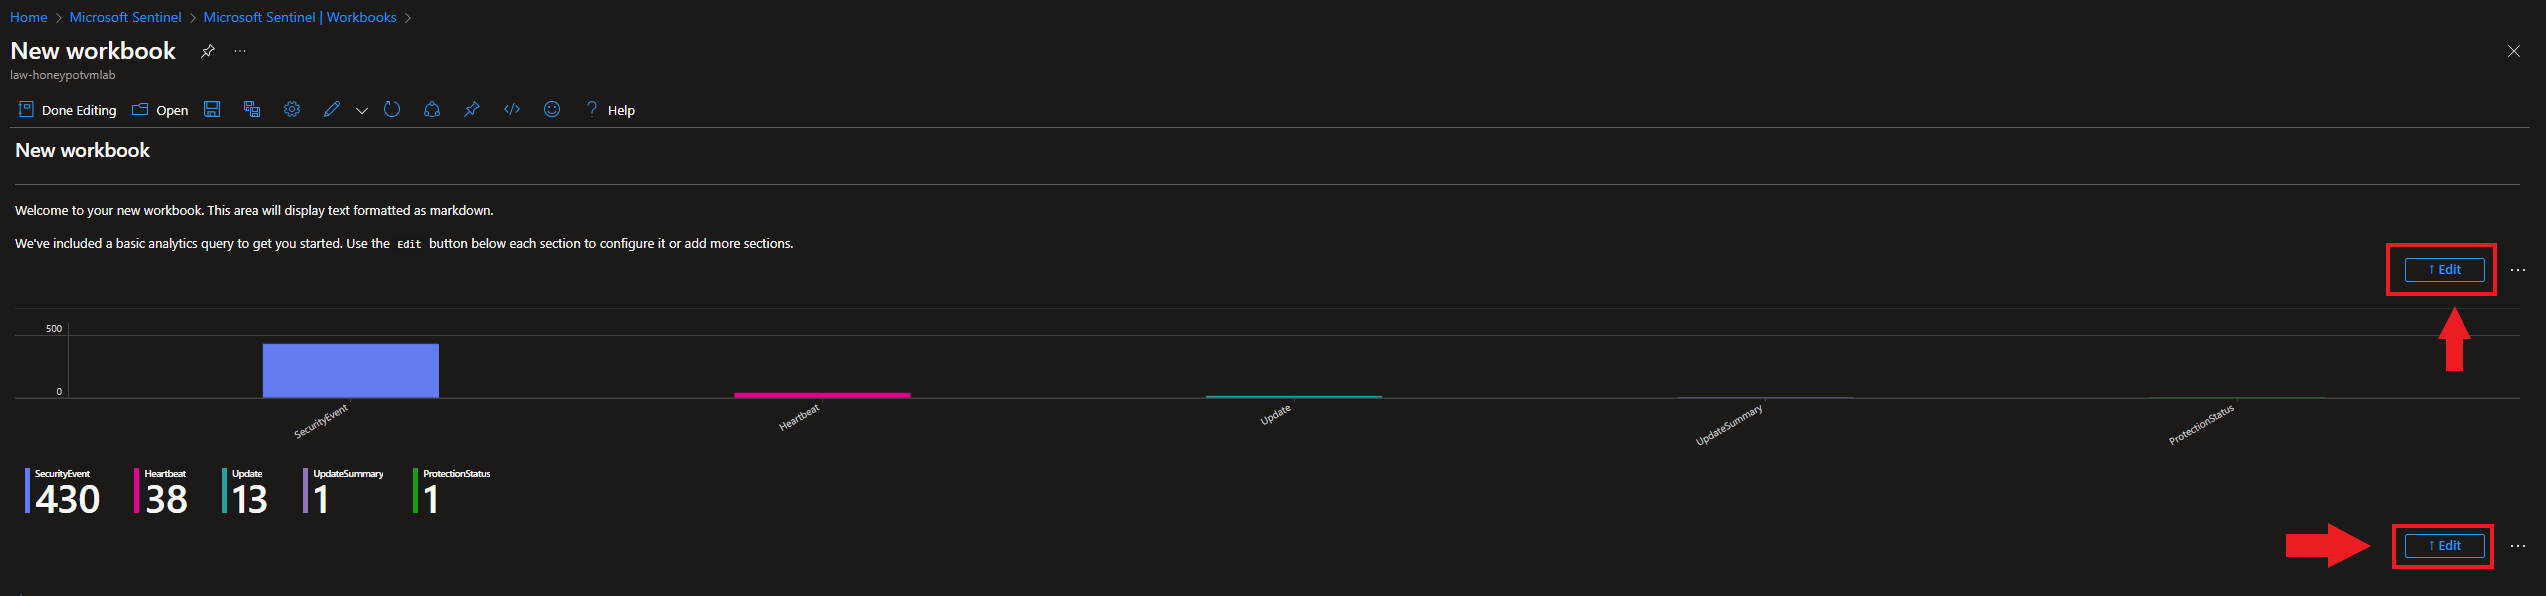 Home > Microsoft Sentinel > Microsoft Sentinel | Workbooks >
New workbook ...
law-honeypotvmlab
Done Editing Open </> ? Help
New workbook
Welcome to your new workbook. This area will display text formatted as markdown.
We've included a basic analytics query to get you started. Use the Edit button below each section to configure it or add more sections.
↑ Edit ...
500
0
SecurityEvent Heartbeat Update UpdateSummary ProtectionStatus
SecurityEvent Heartbeat Update UpdateSummary ProtectionStatus
430 38 13 1 1
↑ Edit ...